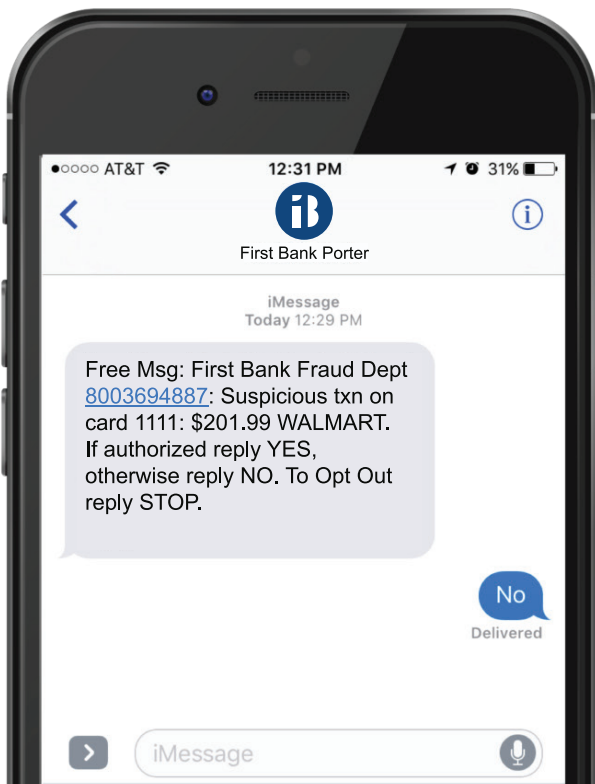 AT&T 12:31 PM 31%
First Bank Porter
iMessage
Today 12:29 PM
Free Msg: First Bank Fraud Dept
8003694887: Suspicious txn on
card 1111: $201.99 WALMART.
If authorized reply YES,
otherwise reply NO. To Opt Out
reply STOP.
No
Delivered
iMessage